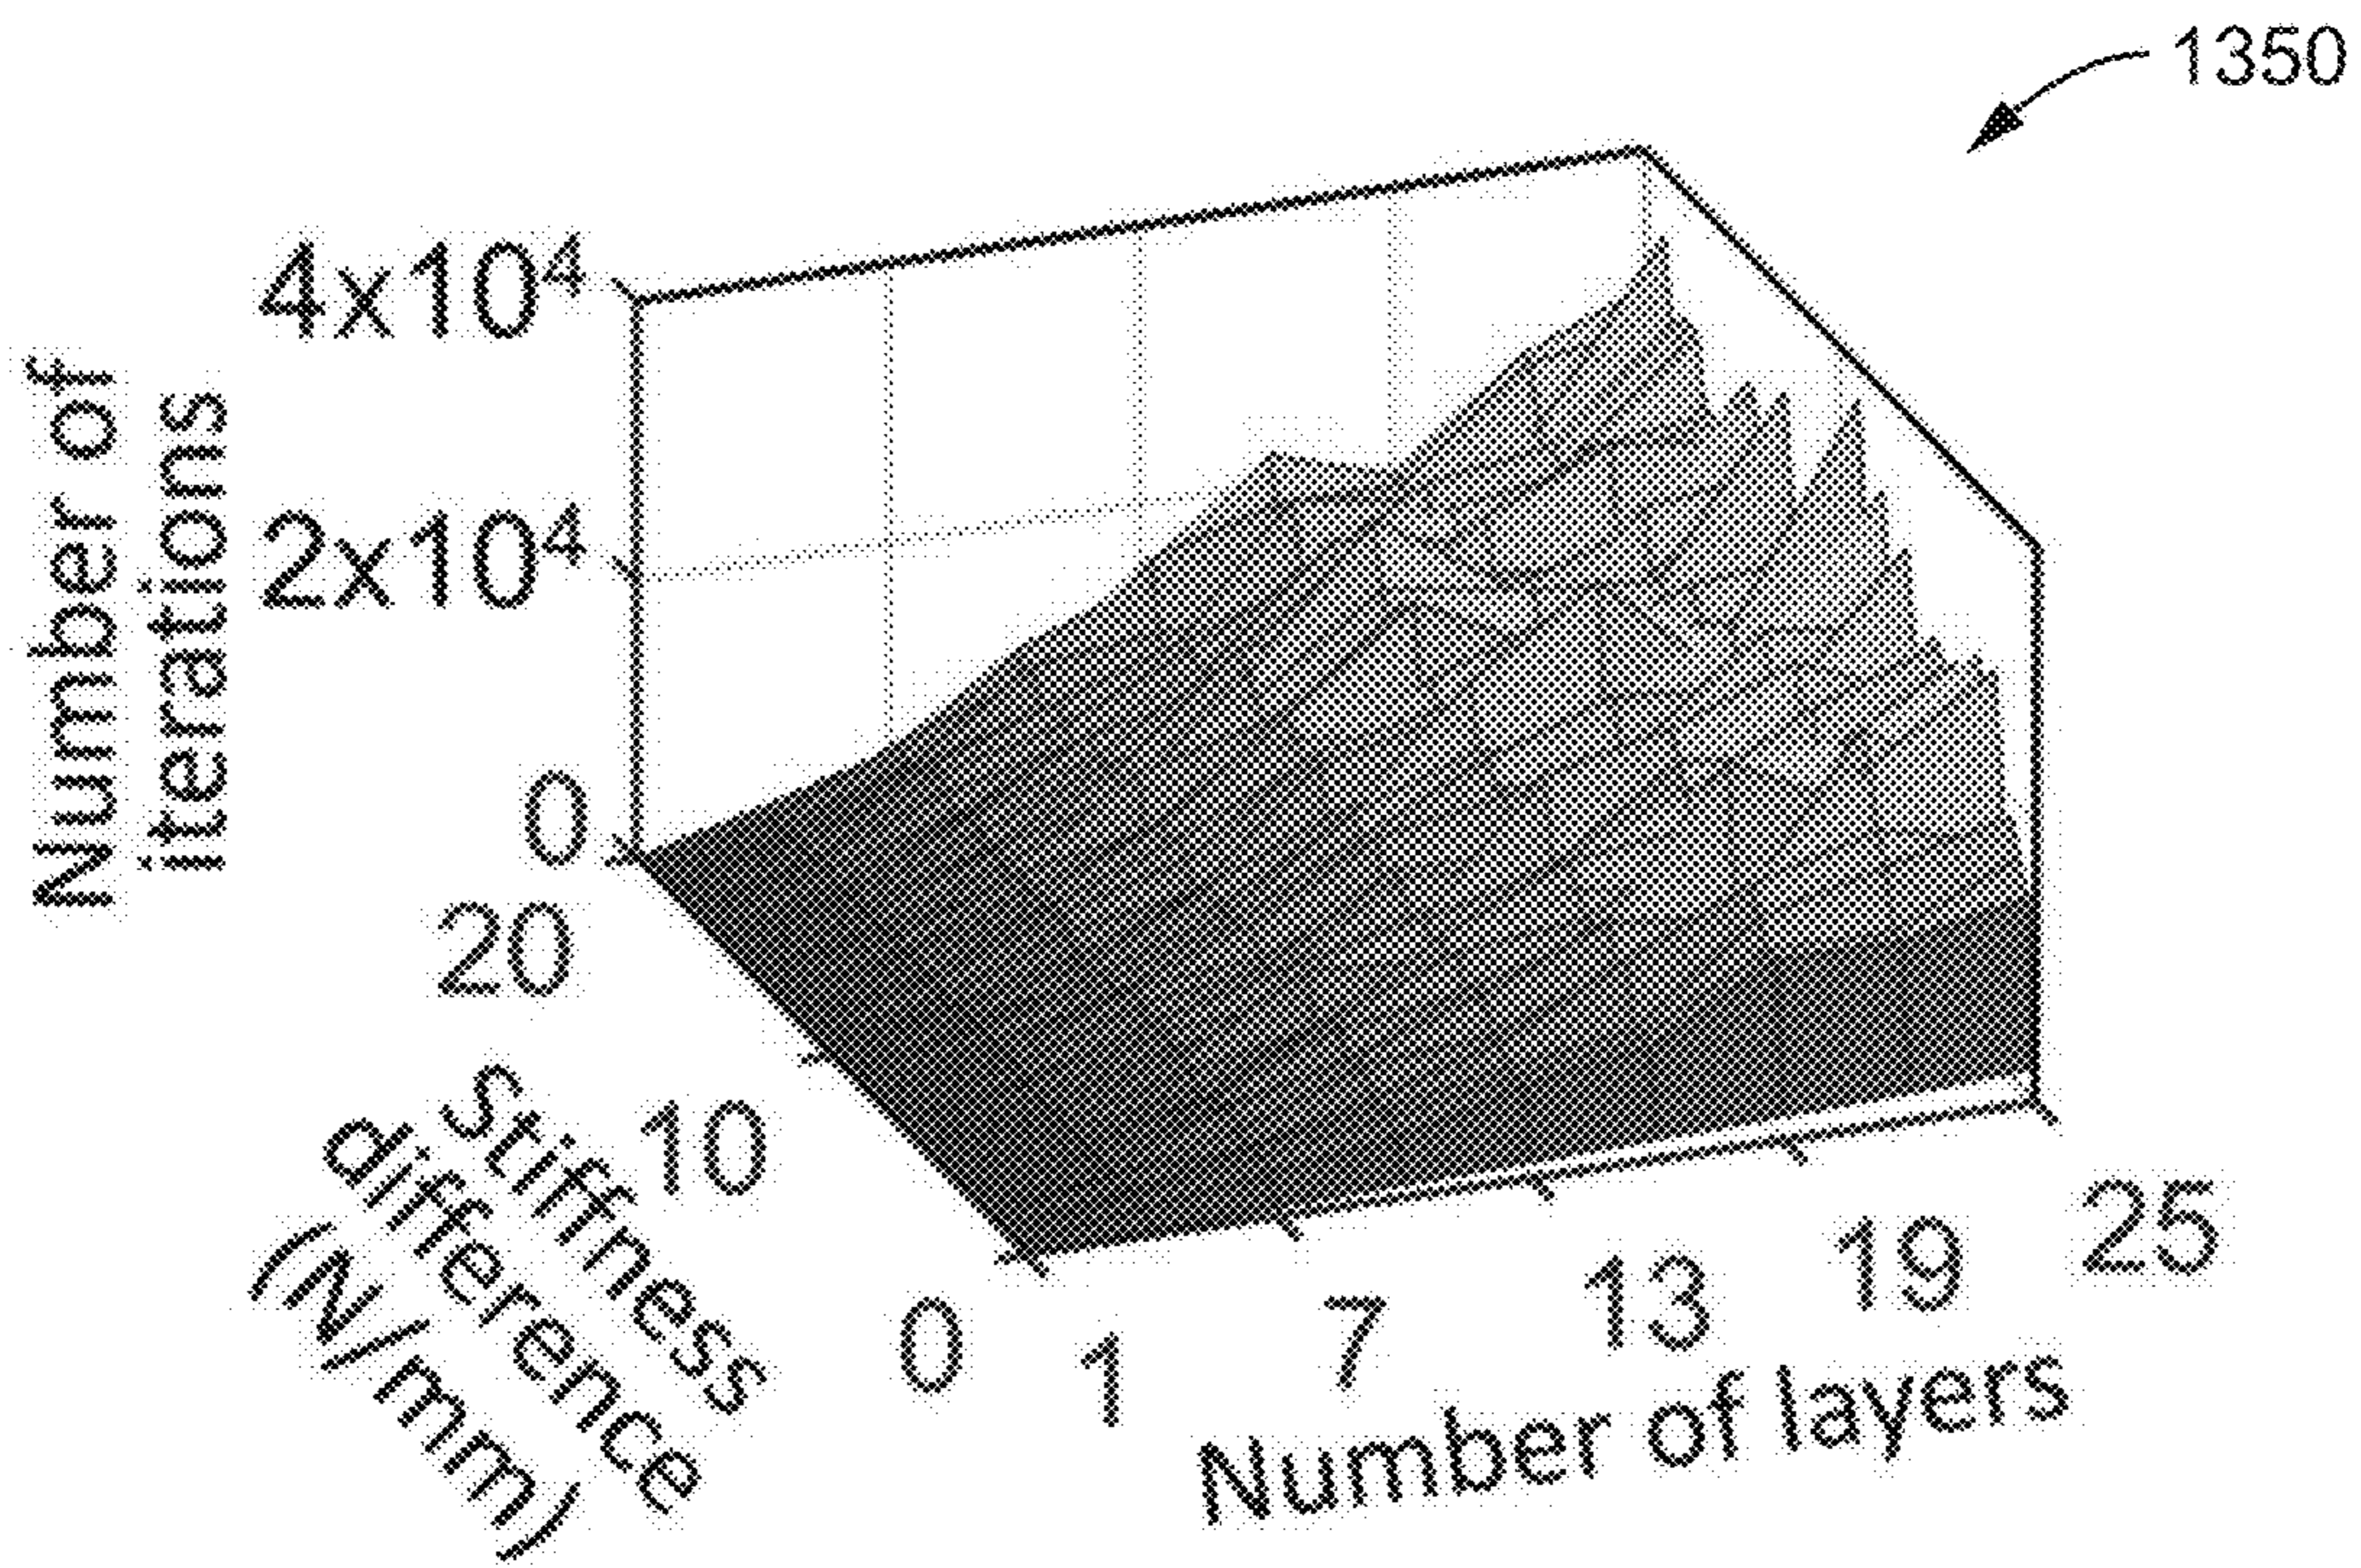 1350
Number of
iterations
4x10⁴
2x10⁴
0
20
10
0
Stiffness
difference
(N/mm)
1
7
13
19
25
Number of layers